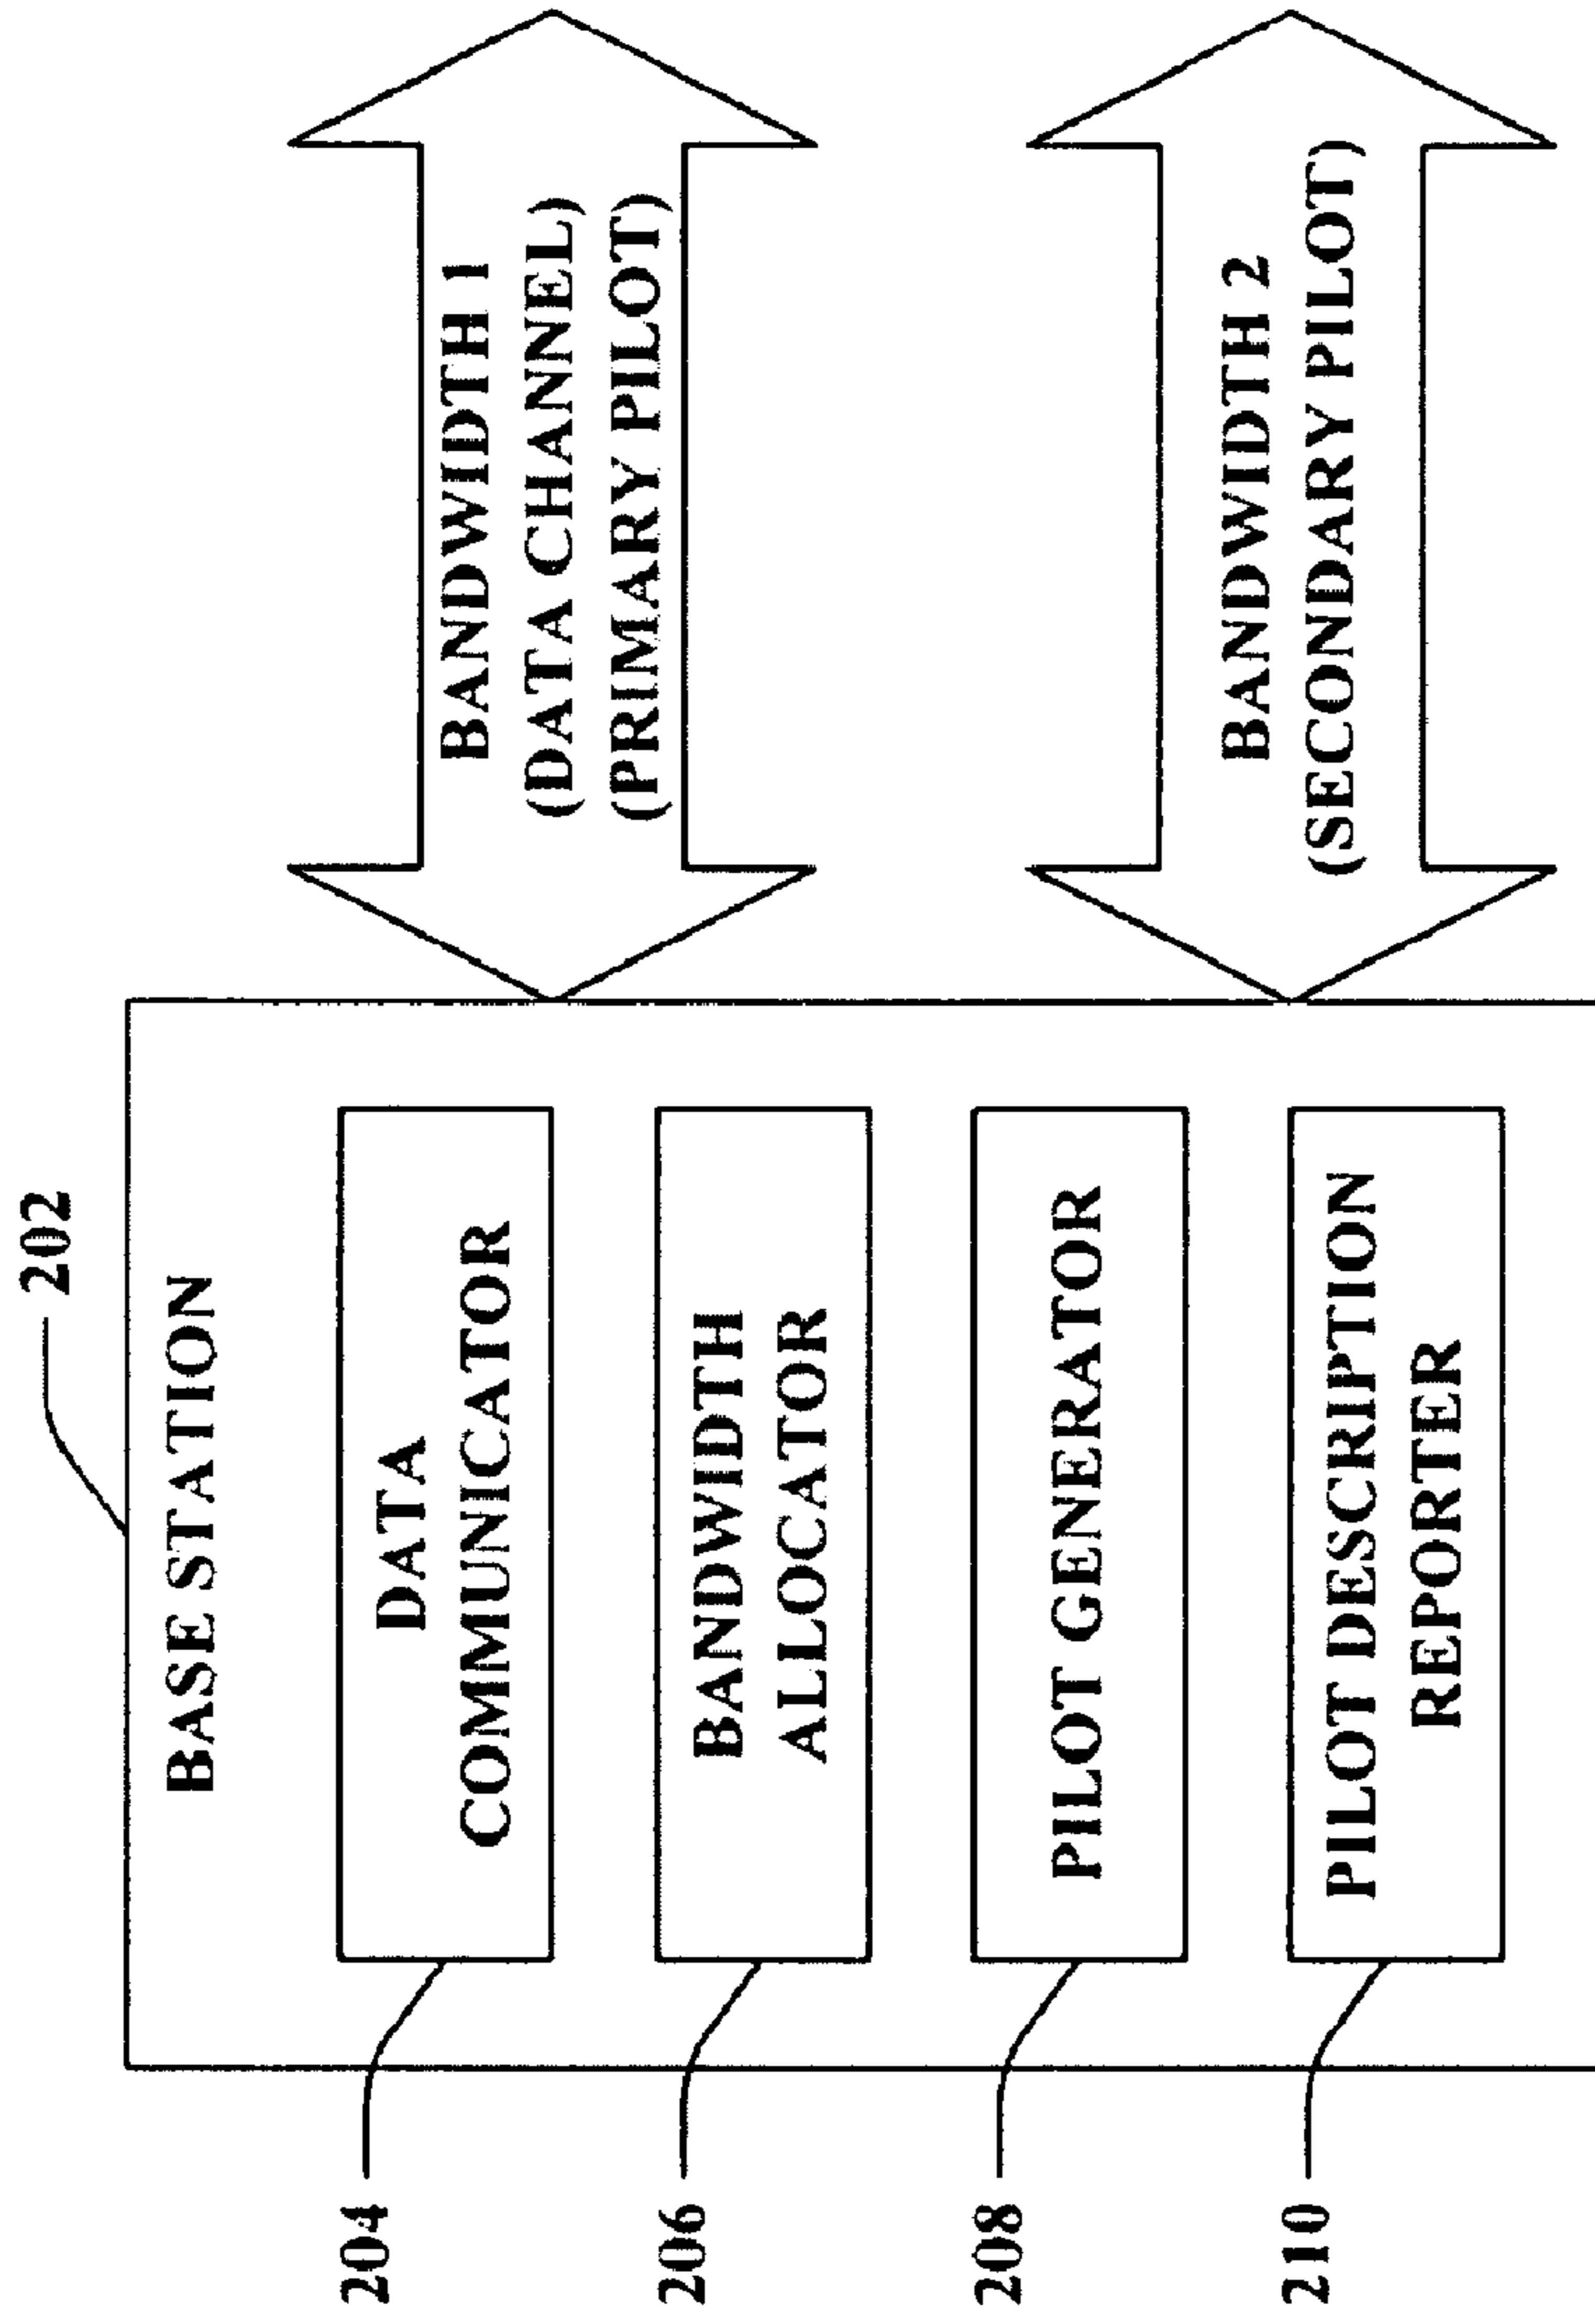 202
BASE STATION
204
DATA
COMMUNICATOR
206
BANDWIDTH
ALLOCATOR
208
PILOT GENERATOR
210
PILOT DESCRIPTION
REPORTER
BANDWIDTH 1
(DATA CHANNEL)
(PRIMARY PILOT)
BANDWIDTH 2
(SECONDARY PILOT)